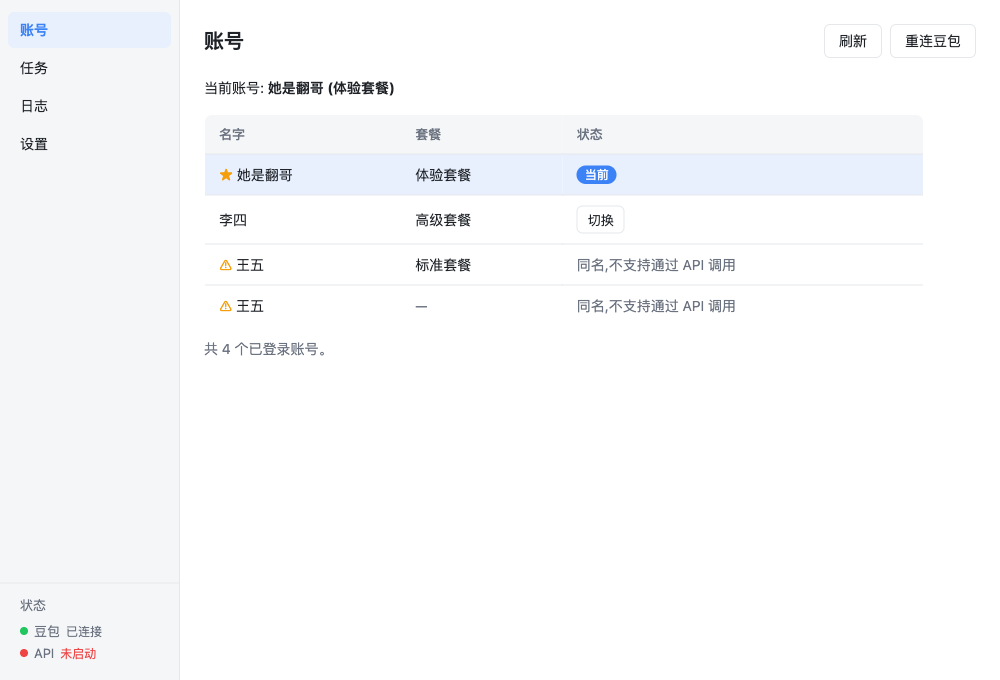 账号
任务
日志
设置
状态
豆包 已连接
API 未启动
账号
刷新
重连豆包
当前账号: 她是翻哥 (体验套餐)
名字 套餐 状态
她是翻哥 体验套餐 当前
李四 高级套餐 切换
王五 标准套餐 同名,不支持通过 API 调用
王五 — 同名,不支持通过 API 调用
共 4 个已登录账号。